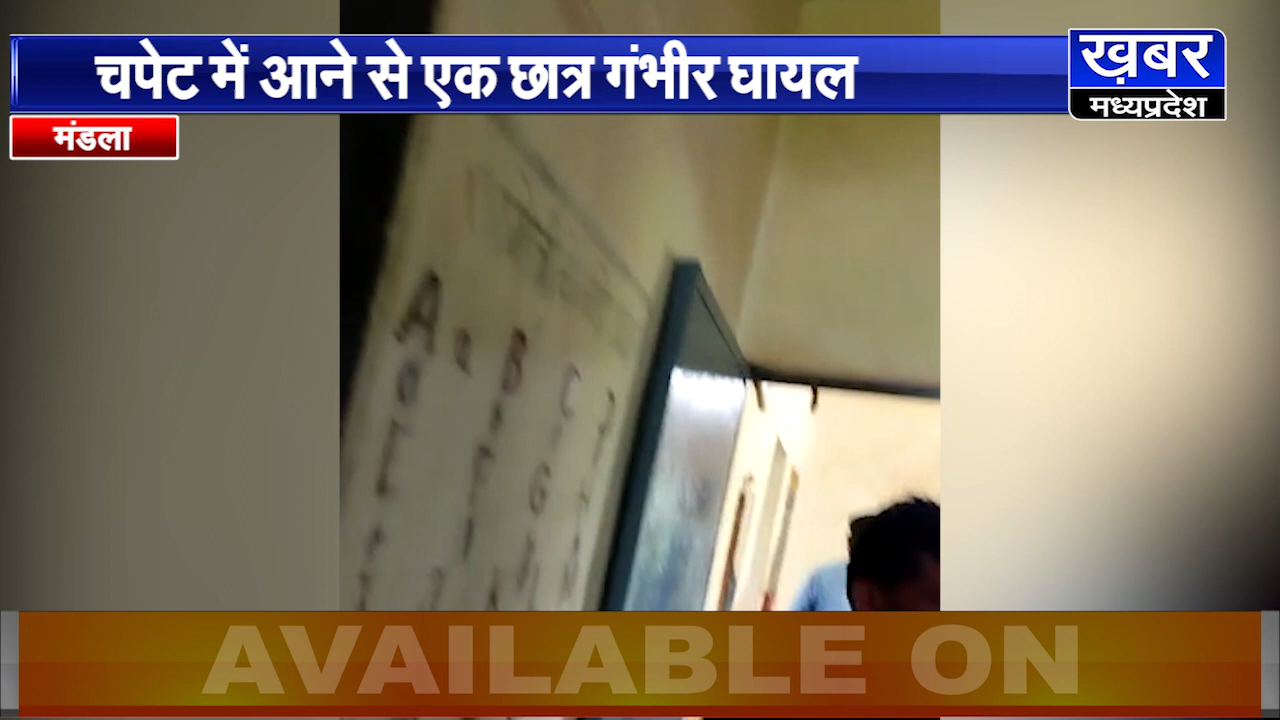 चपेट में आने से एक छात्र गंभीर घायल
ख़बर
मध्यप्रदेश
मंडला
A B C
AVAILABLE ON